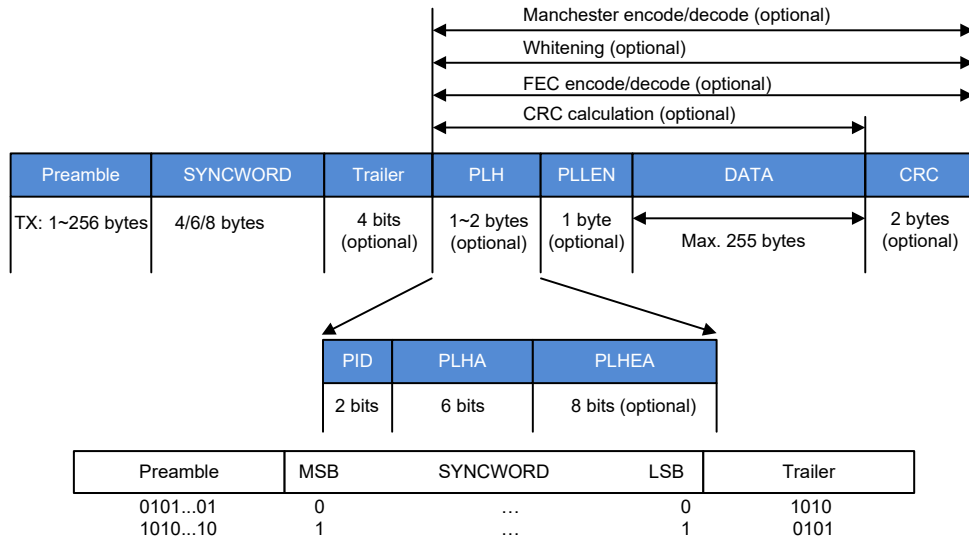 Manchester encode/decode (optional)
Whitening (optional)
FEC encode/decode (optional)
CRC calculation (optional)
Preamble SYNCWORD Trailer PLH PLLEN DATA CRC
TX: 1~256 bytes 4/6/8 bytes 4 bits (optional) 1~2 bytes (optional) 1 byte (optional) Max. 255 bytes 2 bytes (optional)
PID PLHA PLHEA
2 bits 6 bits 8 bits (optional)
Preamble MSB SYNCWORD LSB Trailer
0101...01 0 ... 0 1010
1010...10 1 ... 1 0101